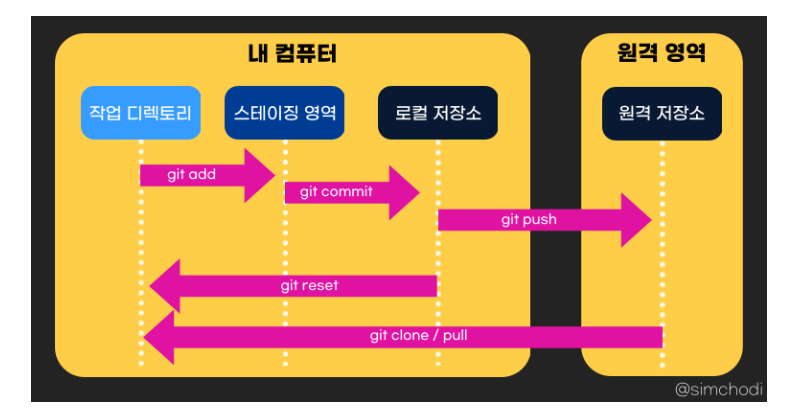 내 컴퓨터
원격 영역
작업 디렉토리
스테이징 영역
로컬 저장소
원격 저장소
git add
git commit
git push
git reset
git clone / pull
@simchodi